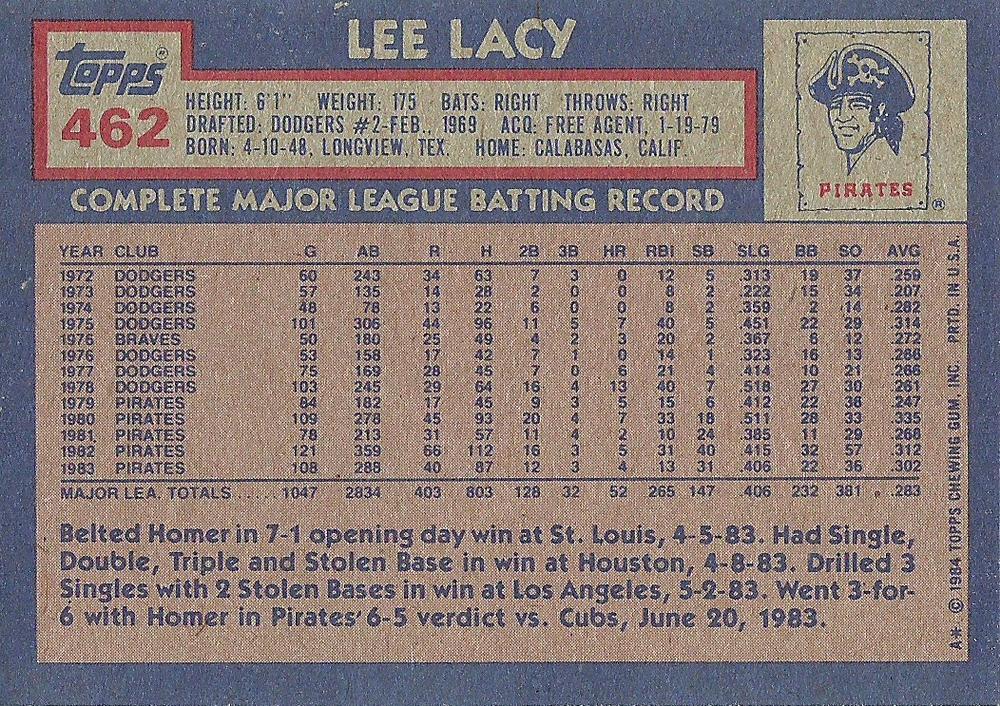 LEE LACY
Topps®
462
HEIGHT: 6'1" WEIGHT: 175 BATS: RIGHT THROWS: RIGHT
DRAFTED: DODGERS #2-FEB., 1969 ACQ: FREE AGENT, 1-19-79
BORN: 4-10-48, LONGVIEW, TEX. HOME: CALABASAS, CALIF.
PIRATES ®
COMPLETE MAJOR LEAGUE BATTING RECORD
YEAR CLUB G AB R H 2B 3B HR RBI SB SLG BB SO AVG
1972 DODGERS 60 243 34 63 7 3 0 12 5 .313 19 37 .259
1973 DODGERS 57 135 14 28 2 0 0 8 2 .222 15 34 .207
1974 DODGERS 48 78 13 22 6 0 0 8 2 .359 2 14 .282
1975 DODGERS 101 306 44 96 11 5 7 40 5 .451 22 29 .314
1976 BRAVES 50 180 25 49 4 2 3 20 2 .367 6 12 .272
1976 DODGERS 53 158 17 42 7 1 0 14 1 .323 16 13 .266
1977 DODGERS 75 169 28 45 7 0 6 21 4 .414 10 21 .266
1978 DODGERS 103 245 29 64 16 4 13 40 7 .518 27 30 .261
1979 PIRATES 84 182 17 45 9 3 5 15 6 .412 22 36 .247
1980 PIRATES 109 278 45 93 20 4 7 33 18 .511 28 33 .335
1981 PIRATES 78 213 31 57 11 4 2 10 24 .385 11 29 .268
1982 PIRATES 121 359 66 112 16 3 5 31 40 .415 32 57 .312
1983 PIRATES 108 288 40 87 12 3 4 13 31 .406 22 36 .302
MAJOR LEA. TOTALS...... 1047 2834 403 803 128 32 52 265 147 .406 232 381 .283
Belted Homer in 7-1 opening day win at St. Louis, 4-5-83. Had Single,
Double, Triple and Stolen Base in win at Houston, 4-8-83. Drilled 3
Singles with 2 Stolen Bases in win at Los Angeles, 5-2-83. Went 3-for-
6 with Homer in Pirates' 6-5 verdict vs. Cubs, June 20, 1983.
A* © 1984 TOPPS CHEWING GUM, INC. PRTD. IN U.S.A.